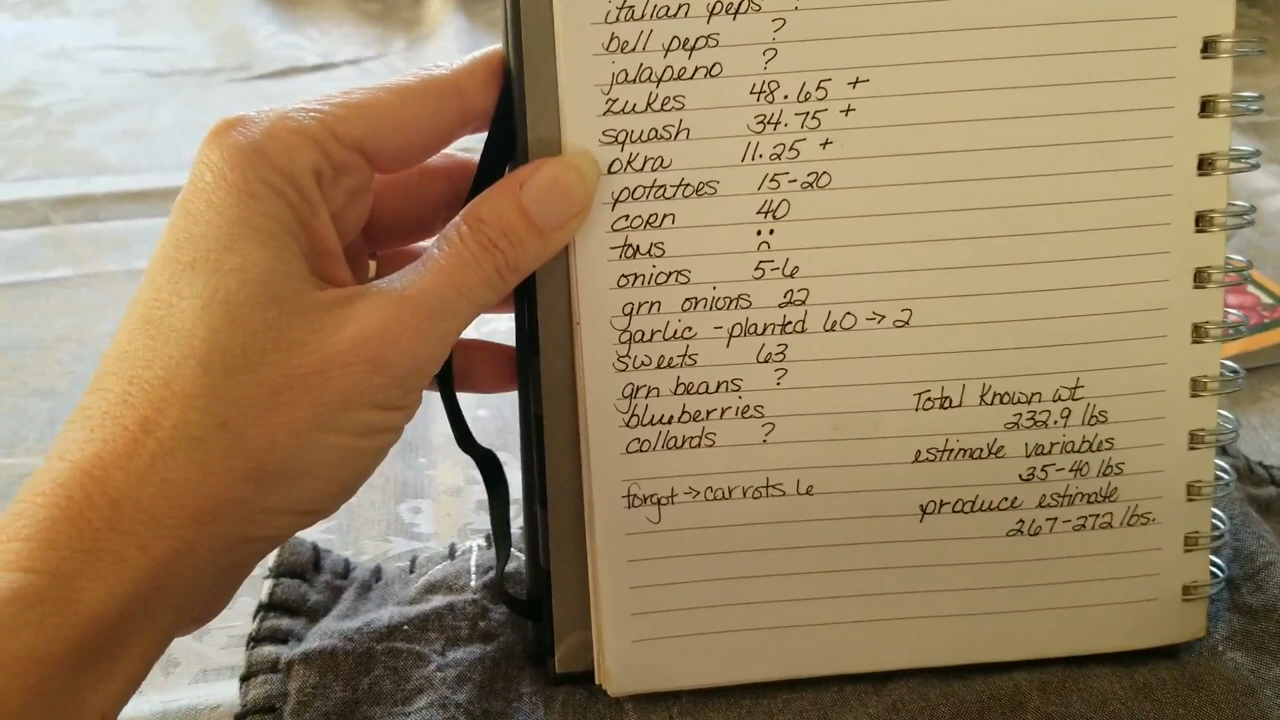 italian peps ?
bell peps ?
jalapeno ?
zukes 48.65 +
squash 34.75 +
okra 11.25 +
potatoes 15-20
corn 40
toms :(
onions 5-6
grn onions 22
garlic - planted 60 → 2
sweets 63
grn beans ?
blueberries
collards ?
forgot → carrots 6
Total Known wt
232.9 lbs
estimate variables
35-40 lbs
produce estimate
267-272 lbs.